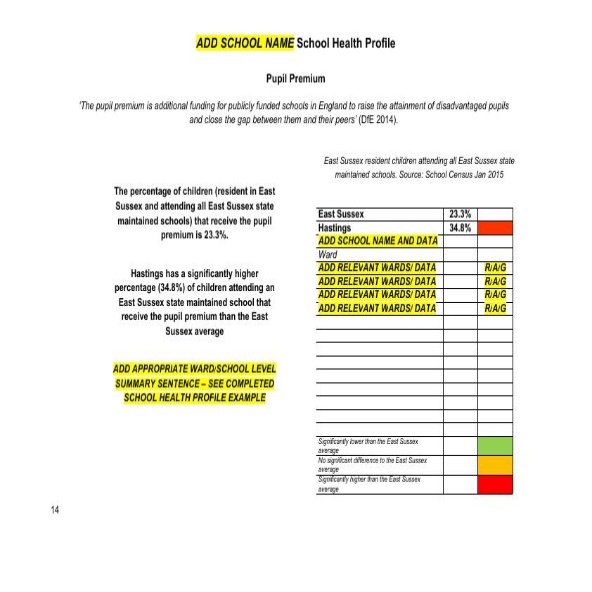 ADD SCHOOL NAME School Health Profile
Pupil Premium
'The pupil premium is additional funding for publicly funded schools in England to raise the attainment of disadvantaged pupils
and close the gap between them and their peers' (DfE 2014).
The percentage of children (resident in East
Sussex and attending all East Sussex state
maintained schools) that receive the pupil
premium is 23.3%.
Hastings has a significantly higher
percentage (34.8%) of children attending an
East Sussex state maintained school that
receive the pupil premium than the East
Sussex average
ADD APPROPRIATE WARD/SCHOOL LEVEL
SUMMARY SENTENCE – SEE COMPLETED
SCHOOL HEALTH PROFILE EXAMPLE
East Sussex resident children attending all East Sussex state
maintained schools. Source: School Census Jan 2015
East Sussex 23.3%
Hastings 34.8%
ADD SCHOOL NAME AND DATA
Ward
ADD RELEVANT WARDS/ DATA R/A/G
ADD RELEVANT WARDS/ DATA R/A/G
ADD RELEVANT WARDS/ DATA R/A/G
ADD RELEVANT WARDS/ DATA R/A/G
Significantly lower than the East Sussex
average
No significant difference to the East Sussex
average
Significantly higher than the East Sussex
average
14